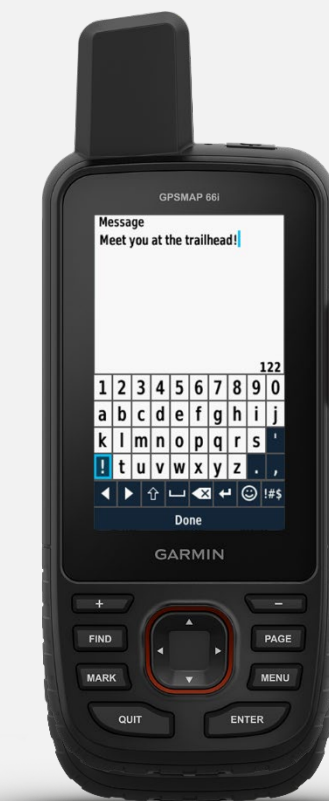 GPSMAP 66i
Message
Meet you at the trailhead!
122
1 2 3 4 5 6 7 8 9 0
a b c d e f g h i j
k l m n o p q r s '
! t u v w x y z . ,
!#$
Done
GARMIN
+ -
FIND PAGE
MARK MENU
QUIT ENTER